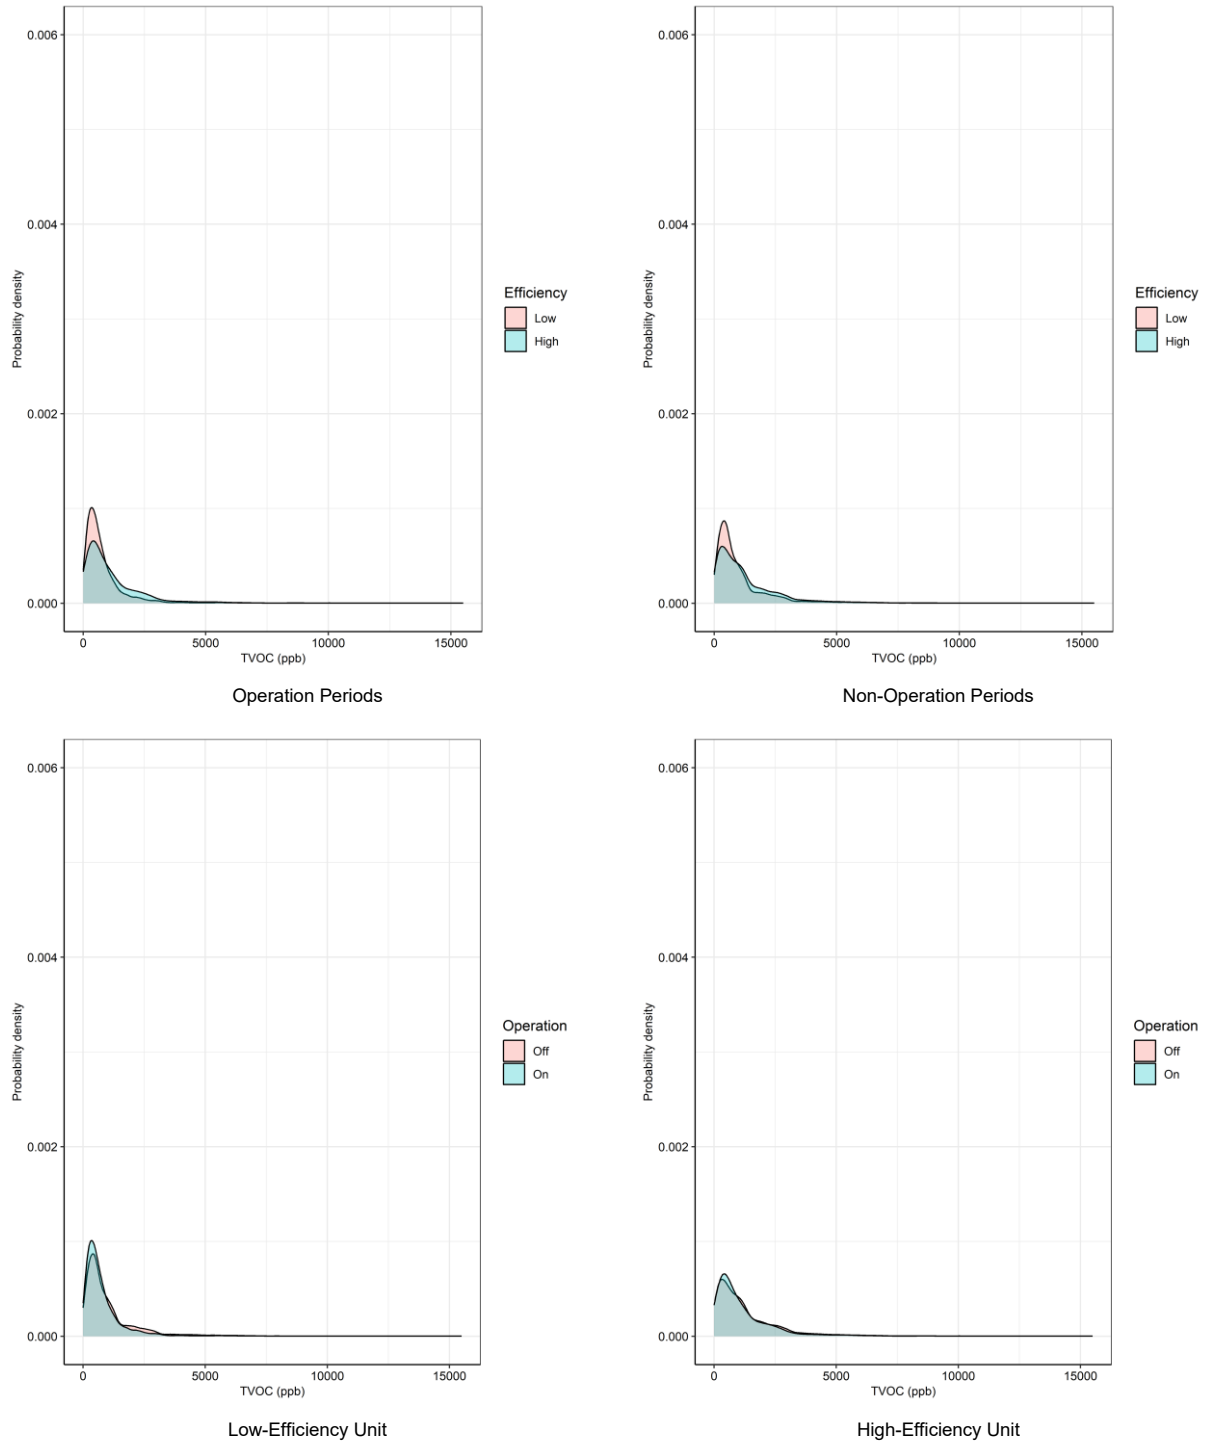 0.006
0.004
0.002
0.000
Probability density
0
5000
10000
15000
TVOC (ppb)
Efficiency
Low
High
Operation Periods
0.006
0.004
0.002
0.000
Probability density
0
5000
10000
15000
TVOC (ppb)
Efficiency
Low
High
Non-Operation Periods
0.006
0.004
0.002
0.000
Probability density
0
5000
10000
15000
TVOC (ppb)
Operation
Off
On
Low-Efficiency Unit
0.006
0.004
0.002
0.000
Probability density
0
5000
10000
15000
TVOC (ppb)
Operation
Off
On
High-Efficiency Unit